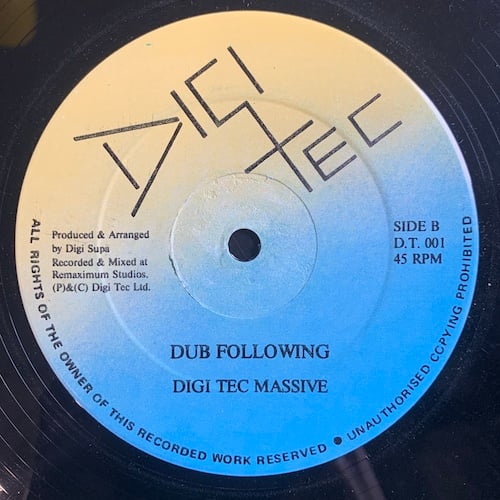 DIGI
TEC
Produced & Arranged
by Digi Supa
Recorded & Mixed at
Remaximum Studios.
(P)&(C) Digi Tec Ltd.
SIDE B
D.T. 001
45 RPM
DUB FOLLOWING
DIGI TEC MASSIVE
ALL RIGHTS OF THE OWNER OF THIS RECORDED WORK RESERVED ● UNAUTHORISED COPYING PROHIBITED